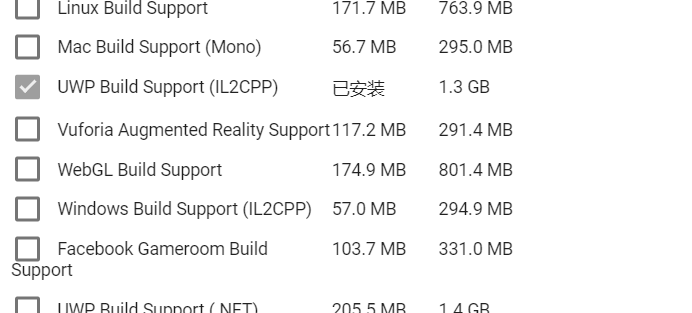 Linux Build Support 171.7 MB 763.9 MB
Mac Build Support (Mono) 56.7 MB 295.0 MB
UWP Build Support (IL2CPP) 已安装 1.3 GB
Vuforia Augmented Reality Support 117.2 MB 291.4 MB
WebGL Build Support 174.9 MB 801.4 MB
Windows Build Support (IL2CPP) 57.0 MB 294.9 MB
Facebook Gameroom Build 103.7 MB 331.0 MB
Support
UWP Build Support (.NET) 205.5 MB 1.4 GB